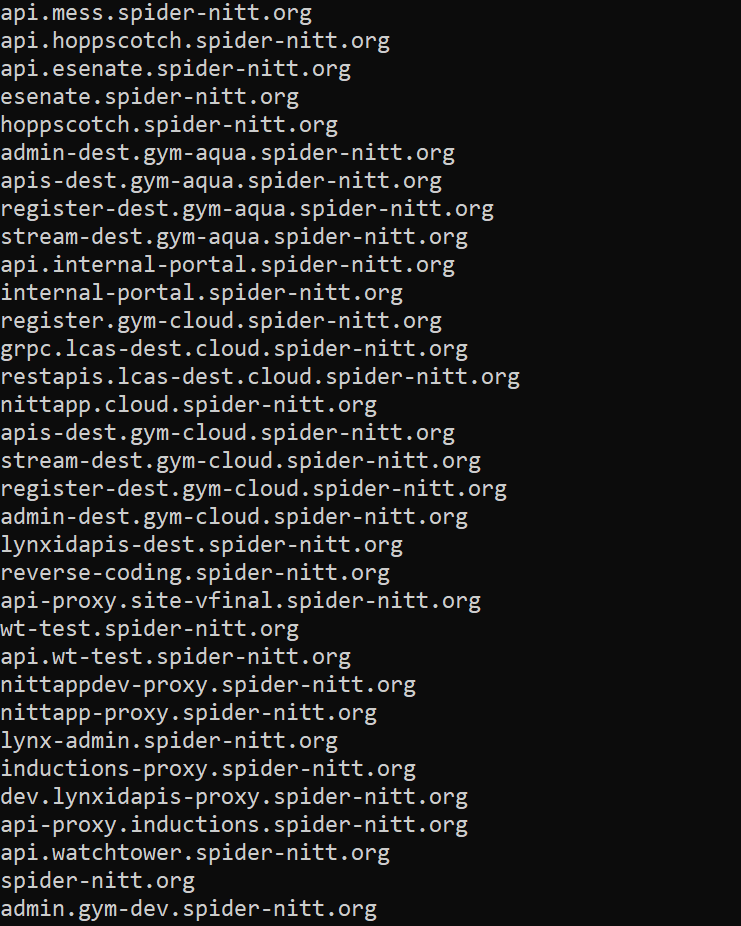 api.mess.spider-nitt.org
api.hoppscotch.spider-nitt.org
api.esenate.spider-nitt.org
esenate.spider-nitt.org
hoppscotch.spider-nitt.org
admin-dest.gym-aqua.spider-nitt.org
apis-dest.gym-aqua.spider-nitt.org
register-dest.gym-aqua.spider-nitt.org
stream-dest.gym-aqua.spider-nitt.org
api.internal-portal.spider-nitt.org
internal-portal.spider-nitt.org
register.gym-cloud.spider-nitt.org
grpc.lcas-dest.cloud.spider-nitt.org
restapis.lcas-dest.cloud.spider-nitt.org
nittapp.cloud.spider-nitt.org
apis-dest.gym-cloud.spider-nitt.org
stream-dest.gym-cloud.spider-nitt.org
register-dest.gym-cloud.spider-nitt.org
admin-dest.gym-cloud.spider-nitt.org
lynxidapis-dest.spider-nitt.org
reverse-coding.spider-nitt.org
api-proxy.site-vfinal.spider-nitt.org
wt-test.spider-nitt.org
api.wt-test.spider-nitt.org
nittappdev-proxy.spider-nitt.org
nittapp-proxy.spider-nitt.org
lynx-admin.spider-nitt.org
inductions-proxy.spider-nitt.org
dev.lynxidapis-proxy.spider-nitt.org
api-proxy.inductions.spider-nitt.org
api.watchtower.spider-nitt.org
spider-nitt.org
admin.gym-dev.spider-nitt.org